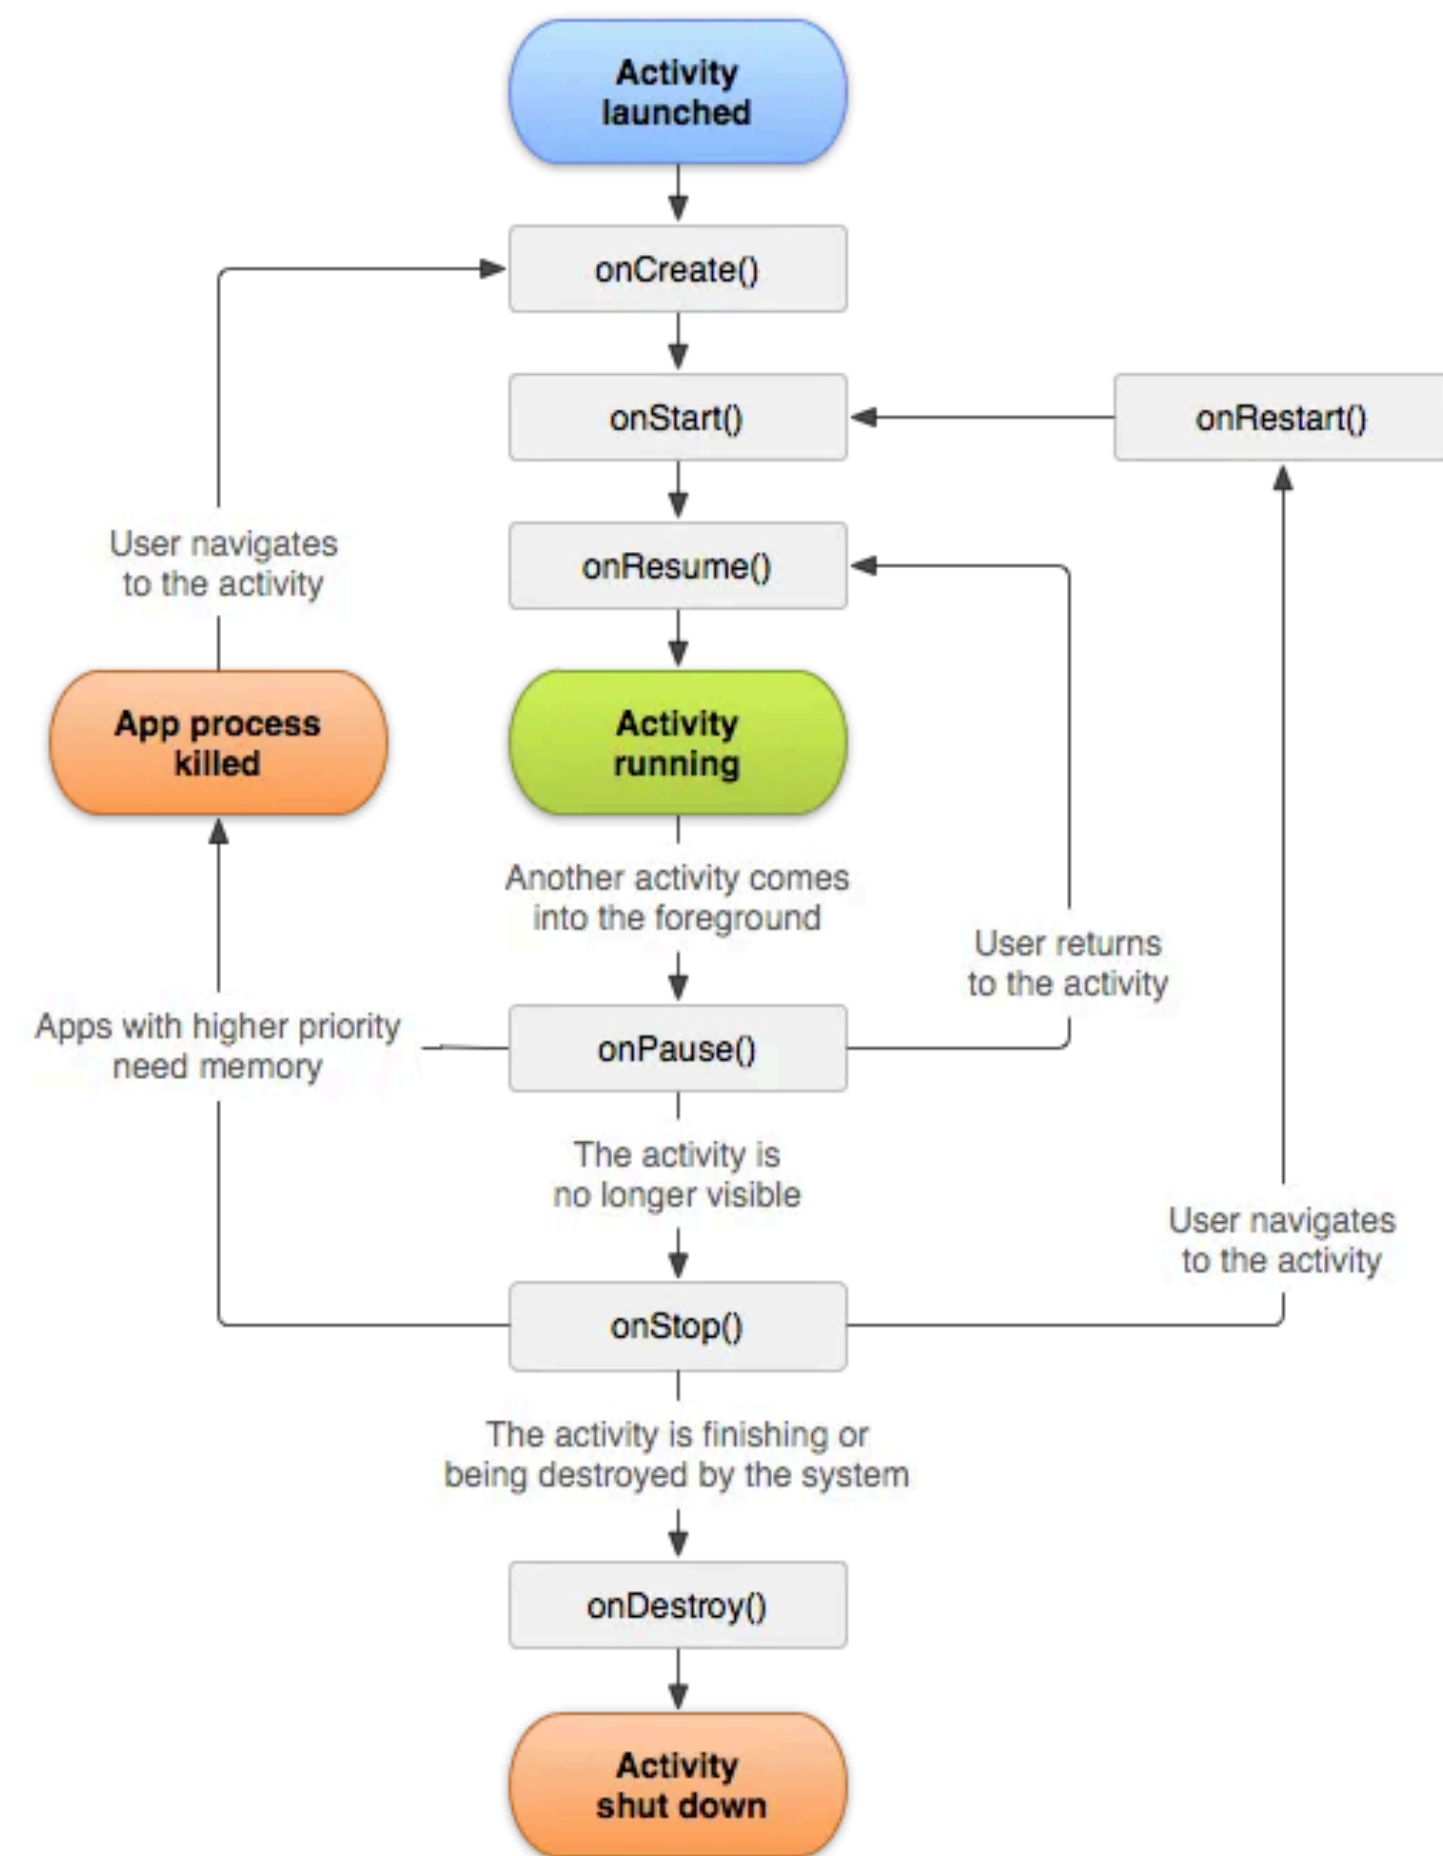 Activity
launched
onCreate()
onStart()
onRestart()
User navigates
to the activity
onResume()
App process
killed
Activity
running
Another activity comes
into the foreground
User returns
to the activity
Apps with higher priority
need memory
onPause()
The activity is
no longer visible
User navigates
to the activity
onStop()
The activity is finishing or
being destroyed by the system
onDestroy()
Activity
shut down